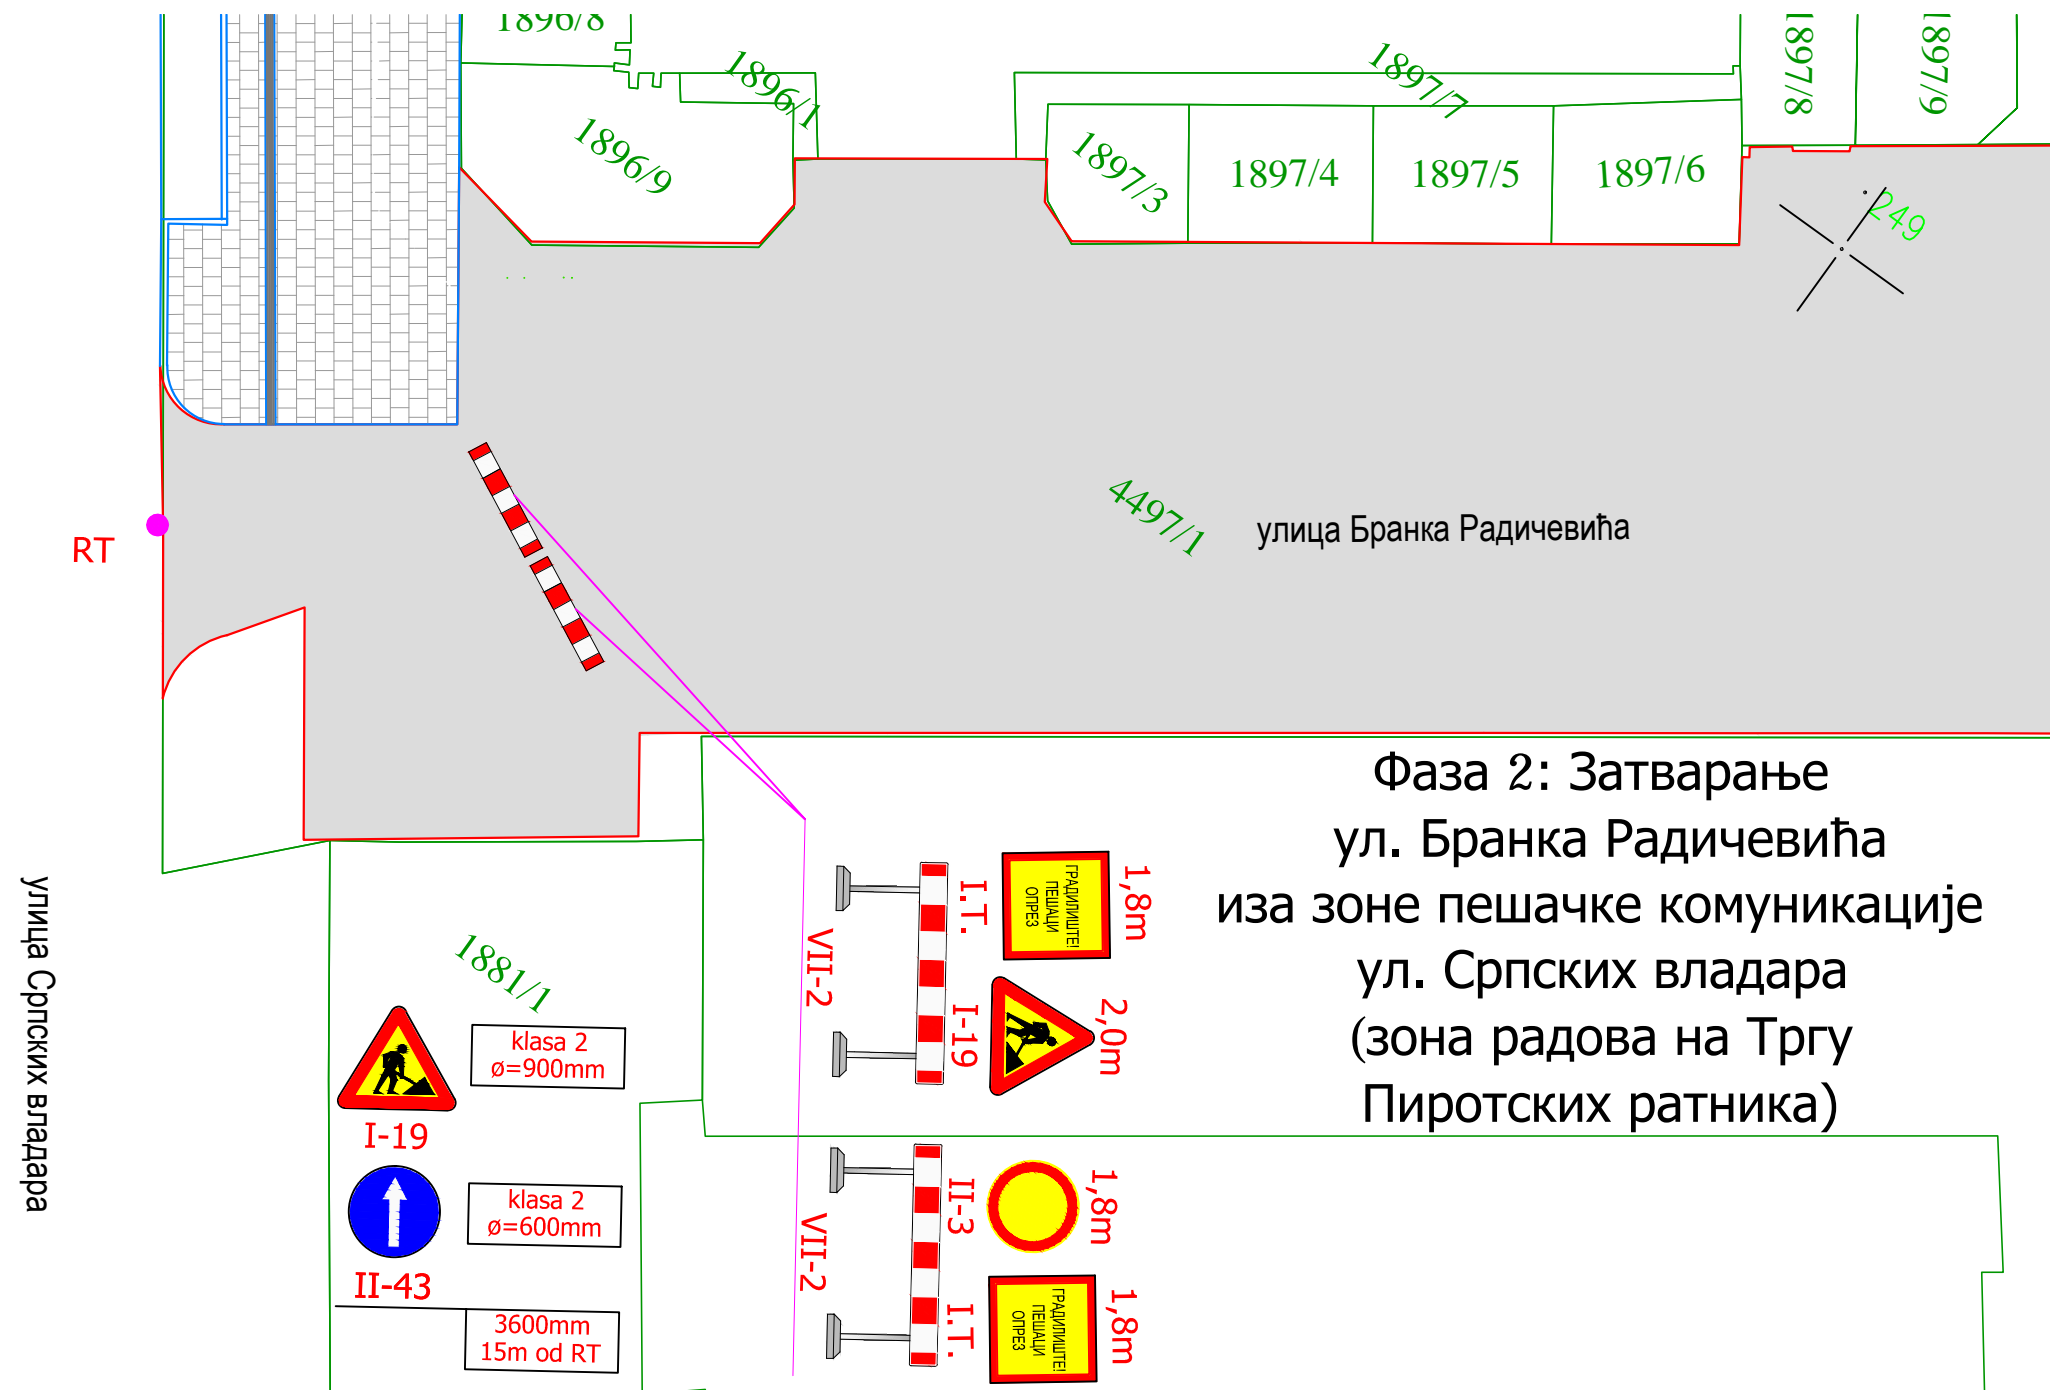 1896/8
1896/1
1896/9
1897/7
1897/3
1897/4
1897/5
1897/6
1897/8
1897/9
249
4497/1
улица Бранка Радичевића
RT
Фаза 2: Затварање
ул. Бранка Радичевића
иза зоне пешачке комуникације
ул. Српских владара
(зона радова на Тргу
Пиротских ратника)
улица Српских владара
1881/1
klasa 2
ø=900mm
I-19
klasa 2
ø=600mm
II-43
3600mm
15m od RT
VII-2
I.T.
ГРАДИЛИШТЕ!
ПЕШАЦИ
ОПРЕЗ
1,8m
I-19
2,0m
VII-2
II-3
1,8m
I.T.
ГРАДИЛИШТЕ!
ПЕШАЦИ
ОПРЕЗ
1,8m